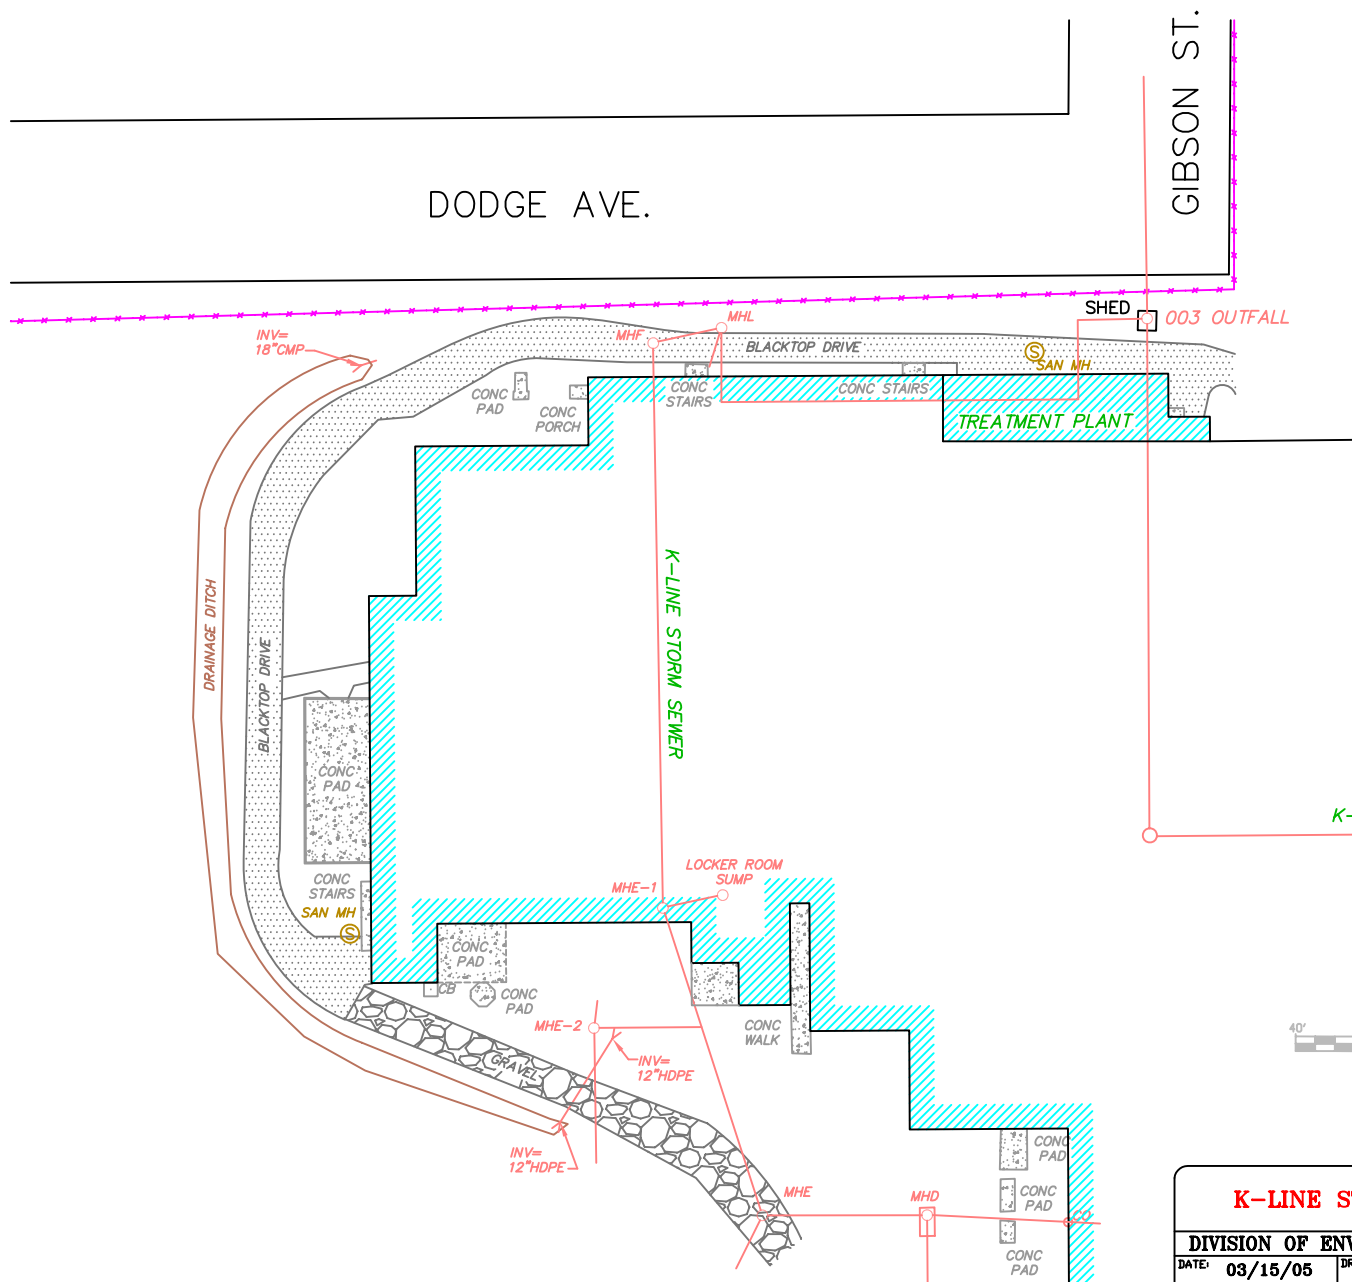 GIBSON ST.
DODGE AVE.
SHED
003 OUTFALL
MHL
MHF
INV=
18"CMP
BLACKTOP DRIVE
SAN MH.
CONC
PAD
CONC
PORCH
CONC
STAIRS
CONC STAIRS
TREATMENT PLANT
K-LINE STORM SEWER
DRAINAGE DITCH
BLACKTOP DRIVE
CONC
PAD
K-
LOCKER ROOM
SUMP
MHE-1
CONC
STAIRS
SAN MH
S
S
CONC
PAD
CB
CONC
PAD
MHE-2
CONC
WALK
40'
GRAVEL
INV=
12"HDPE
INV=
12"HDPE
CONC
PAD
MHE
MHD
CONC
PAD
CO
CONC
PAD
K-LINE S
DIVISION OF ENV
DATE: 03/15/05
DR